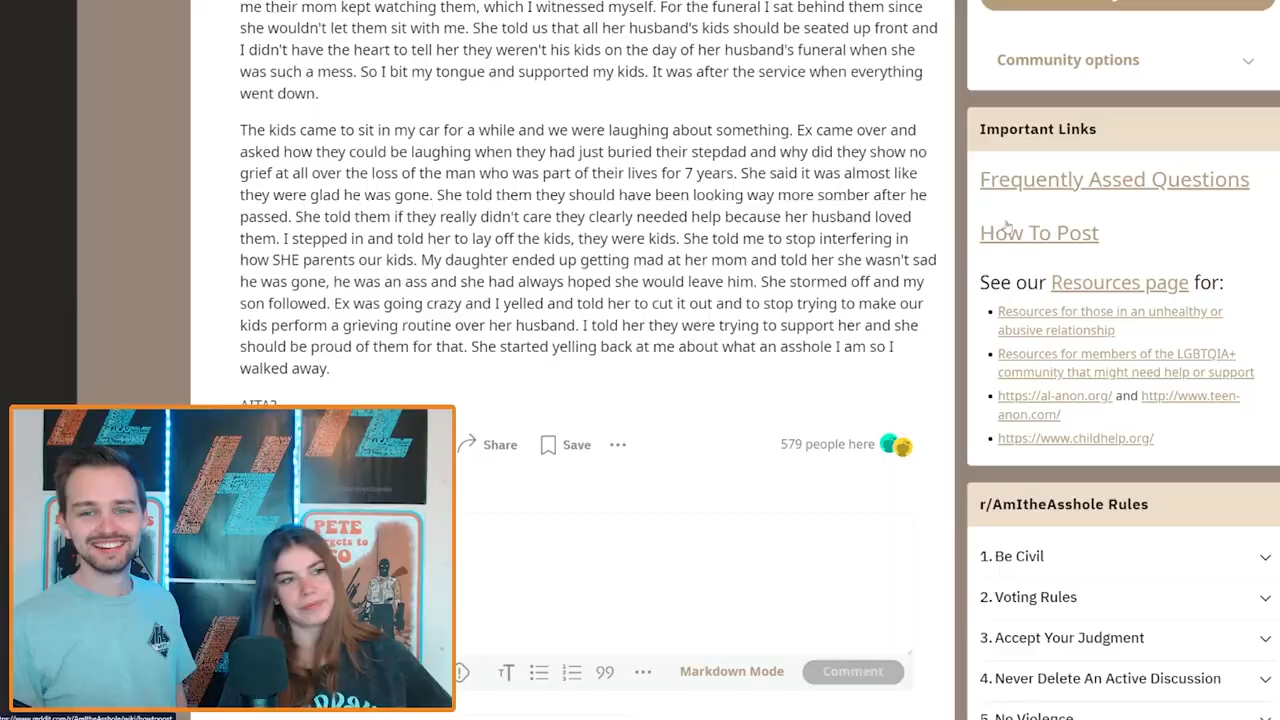 me their mom kept watching them, which I witnessed myself. For the funeral I sat behind them since
she wouldn't let them sit with me. She told us that all her husband's kids should be seated up front and
I didn't have the heart to tell her they weren't his kids on the day of her husband's funeral when she
was such a mess. So I bit my tongue and supported my kids. It was after the service when everything
went down.
The kids came to sit in my car for a while and we were laughing about something. Ex came over and
asked how they could be laughing when they had just buried their stepdad and why did they show no
grief at all over the loss of the man who was part of their lives for 7 years. She said it was almost like
they were glad he was gone. She told them they should have been looking way more somber after he
passed. She told them if they really didn't care they clearly needed help because her husband loved
them. I stepped in and told her to lay off the kids, they were kids. She told me to stop interfering in
how SHE parents our kids. My daughter ended up getting mad at her mom and told her she wasn't sad
he was gone, he was an ass and she had always hoped she would leave him. She stormed off and my
son followed. Ex was going crazy and I yelled and told her to cut it out and to stop trying to make our
kids perform a grieving routine over her husband. I told her they were trying to support her and she
should be proud of them for that. She started yelling back at me about what an asshole I am so I
walked away.
AITA?
Share
Save
579 people here
Markdown Mode
Comment
Community options
Important Links
Frequently Assed Questions
How To Post
See our Resources page for:
Resources for those in an unhealthy or
abusive relationship
Resources for members of the LGBTQIA+
community that might need help or support
https://al-anon.org/ and http://www.teen-
anon.com/
https://www.childhelp.org/
r/AmItheAsshole Rules
1. Be Civil
2. Voting Rules
3. Accept Your Judgment
4. Never Delete An Active Discussion
5. No Violence
HZ
HZ
HZ
PETE